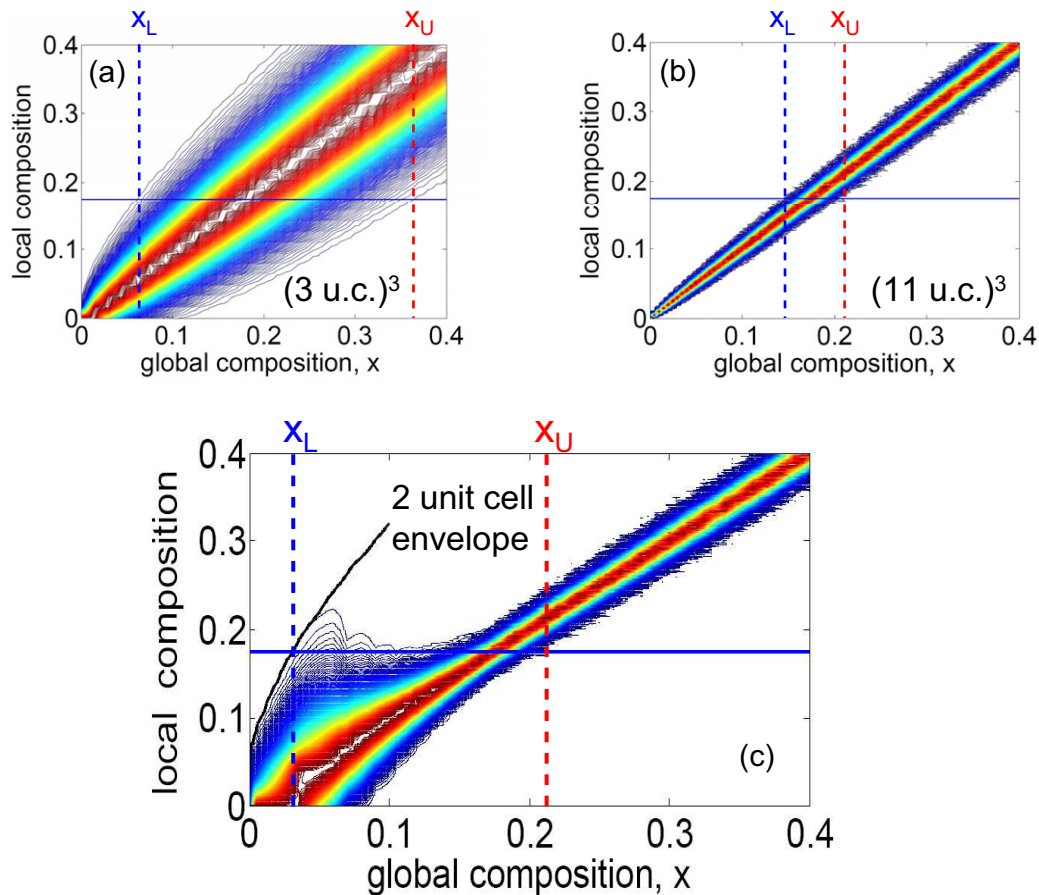 x_L x_U
(a)
0.4
0.3
0.2
0.1
0
local composition
(3 u.c.)^3
0 0.1 0.2 0.3 0.4
global composition, x
x_L x_U
(b)
0.4
0.3
0.2
0.1
0
local composition
(11 u.c.)^3
0 0.1 0.2 0.3 0.4
global composition, x
x_L x_U
0.4
0.3
0.2
0.1
0
local composition
2 unit cell
envelope
(c)
0 0.1 0.2 0.3 0.4
global composition, x